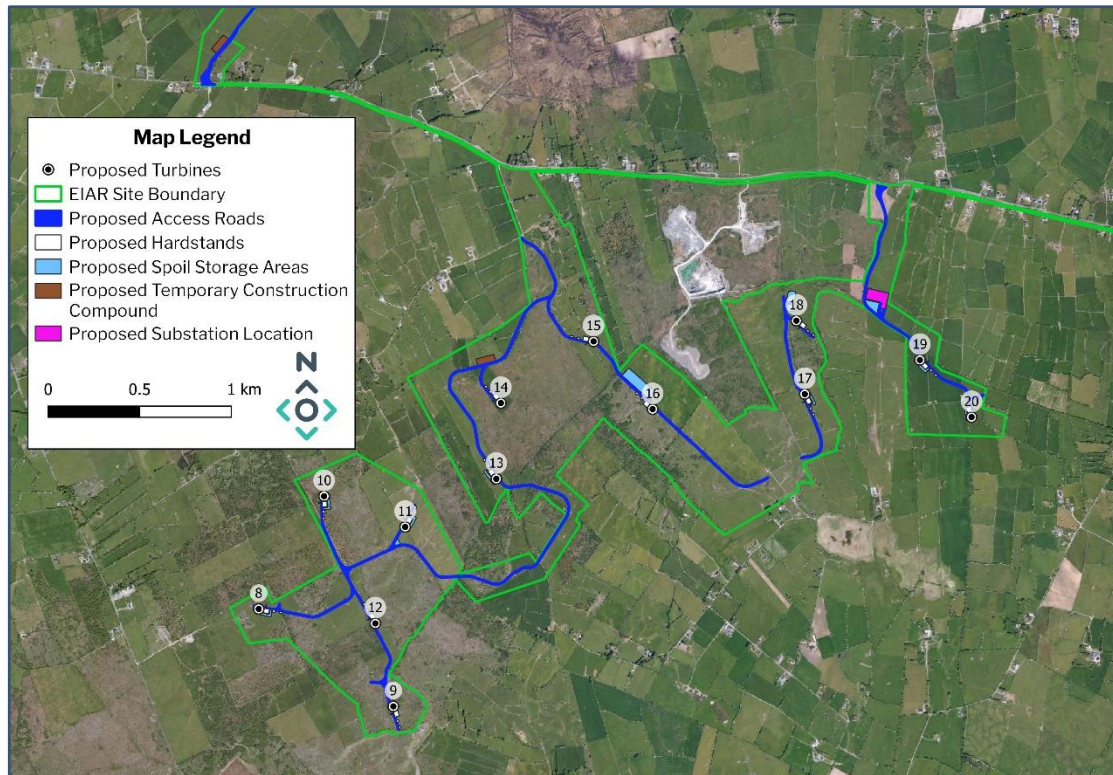 Map Legend
Proposed Turbines
EIAR Site Boundary
Proposed Access Roads
Proposed Hardstands
Proposed Spoil Storage Areas
Proposed Temporary Construction
Compound
Proposed Substation Location
N
0 0.5 1 km
18
15
19
17
14
20
16
13
10
11
8
12
9